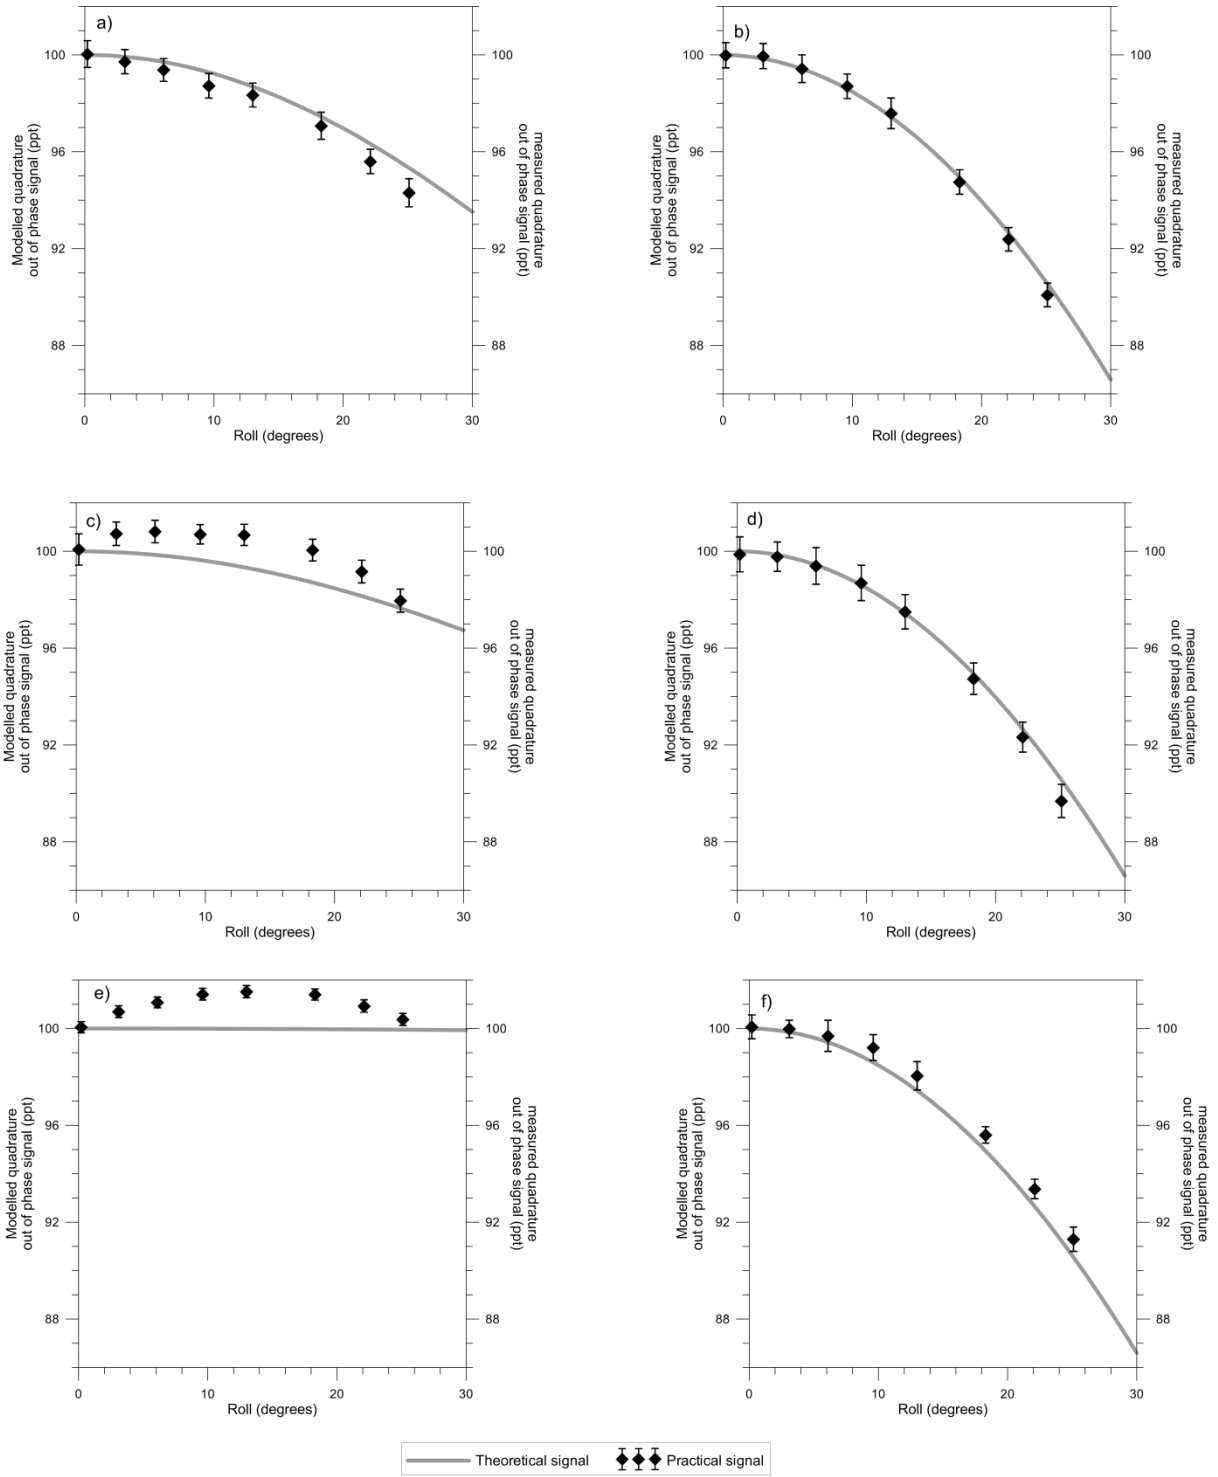 a)
100
96
92
88
100
96
92
88
Modelled quadrature
out of phase signal (ppt)
measured quadrature
out of phase signal (ppt)
0
10
20
30
Roll (degrees)
b)
100
96
92
88
100
96
92
88
Modelled quadrature
out of phase signal (ppt)
measured quadrature
out of phase signal (ppt)
0
10
20
30
Roll (degrees)
c)
100
96
92
88
100
96
92
88
Modelled quadrature
out of phase signal (ppt)
measured quadrature
out of phase signal (ppt)
0
10
20
30
Roll (degrees)
d)
100
96
92
88
100
96
92
88
Modelled quadrature
out of phase signal (ppt)
measured quadrature
out of phase signal (ppt)
0
10
20
30
Roll (degrees)
e)
100
96
92
88
100
96
92
88
Modelled quadrature
out of phase signal (ppt)
measured quadrature
out of phase signal (ppt)
0
10
20
30
Roll (degrees)
f)
100
96
92
88
100
96
92
88
Modelled quadrature
out of phase signal (ppt)
measured quadrature
out of phase signal (ppt)
0
10
20
30
Roll (degrees)
Theoretical signal
Practical signal